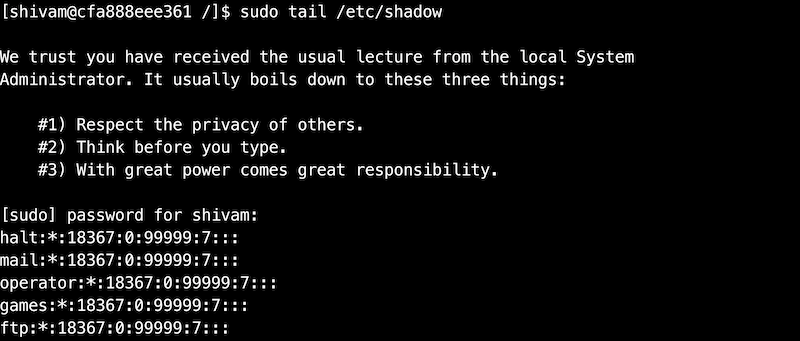 [shivam@cfa888eee361 /]$ sudo tail /etc/shadow
We trust you have received the usual lecture from the local System
Administrator. It usually boils down to these three things:
#1) Respect the privacy of others.
#2) Think before you type.
#3) With great power comes great responsibility.
[sudo] password for shivam:
halt:*:18367:0:99999:7:::
mail:*:18367:0:99999:7:::
operator:*:18367:0:99999:7:::
games:*:18367:0:99999:7:::
ftp:*:18367:0:99999:7:::